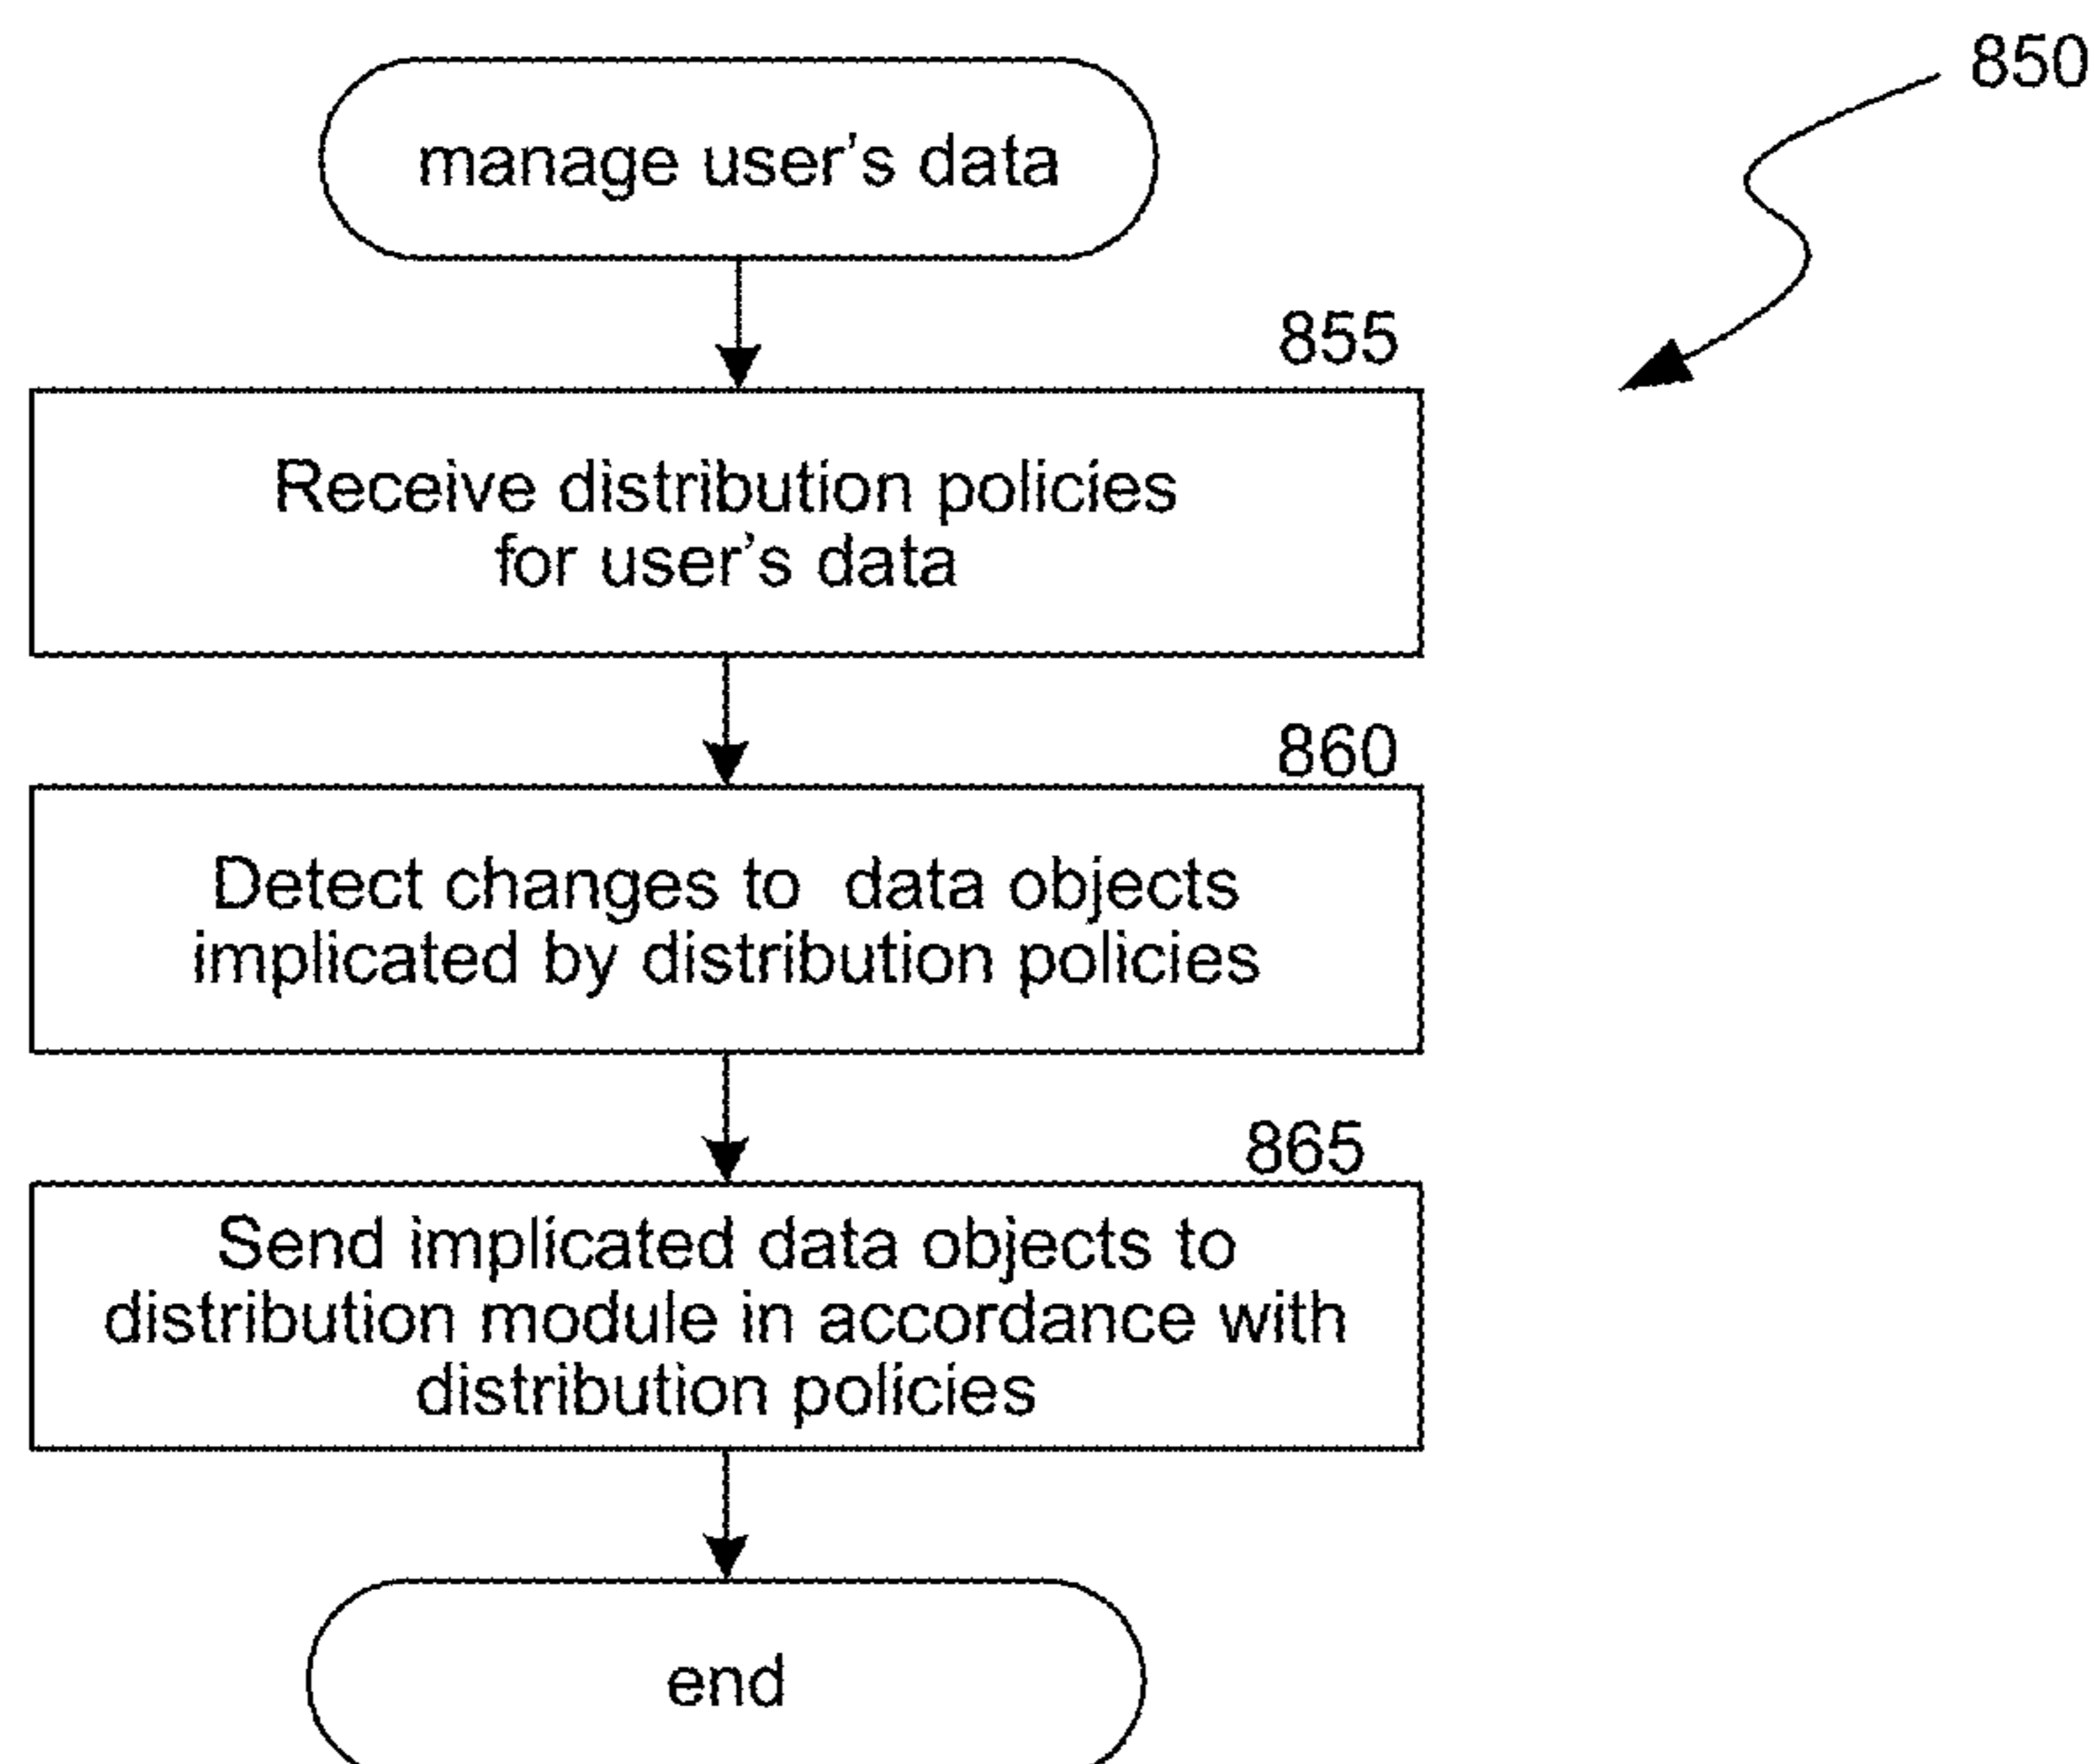 850
manage user's data
855
Receive distribution policies
for user's data
860
Detect changes to  data objects
implicated by distribution policies
865
Send implicated data objects to
distribution module in accordance with
distribution policies
end